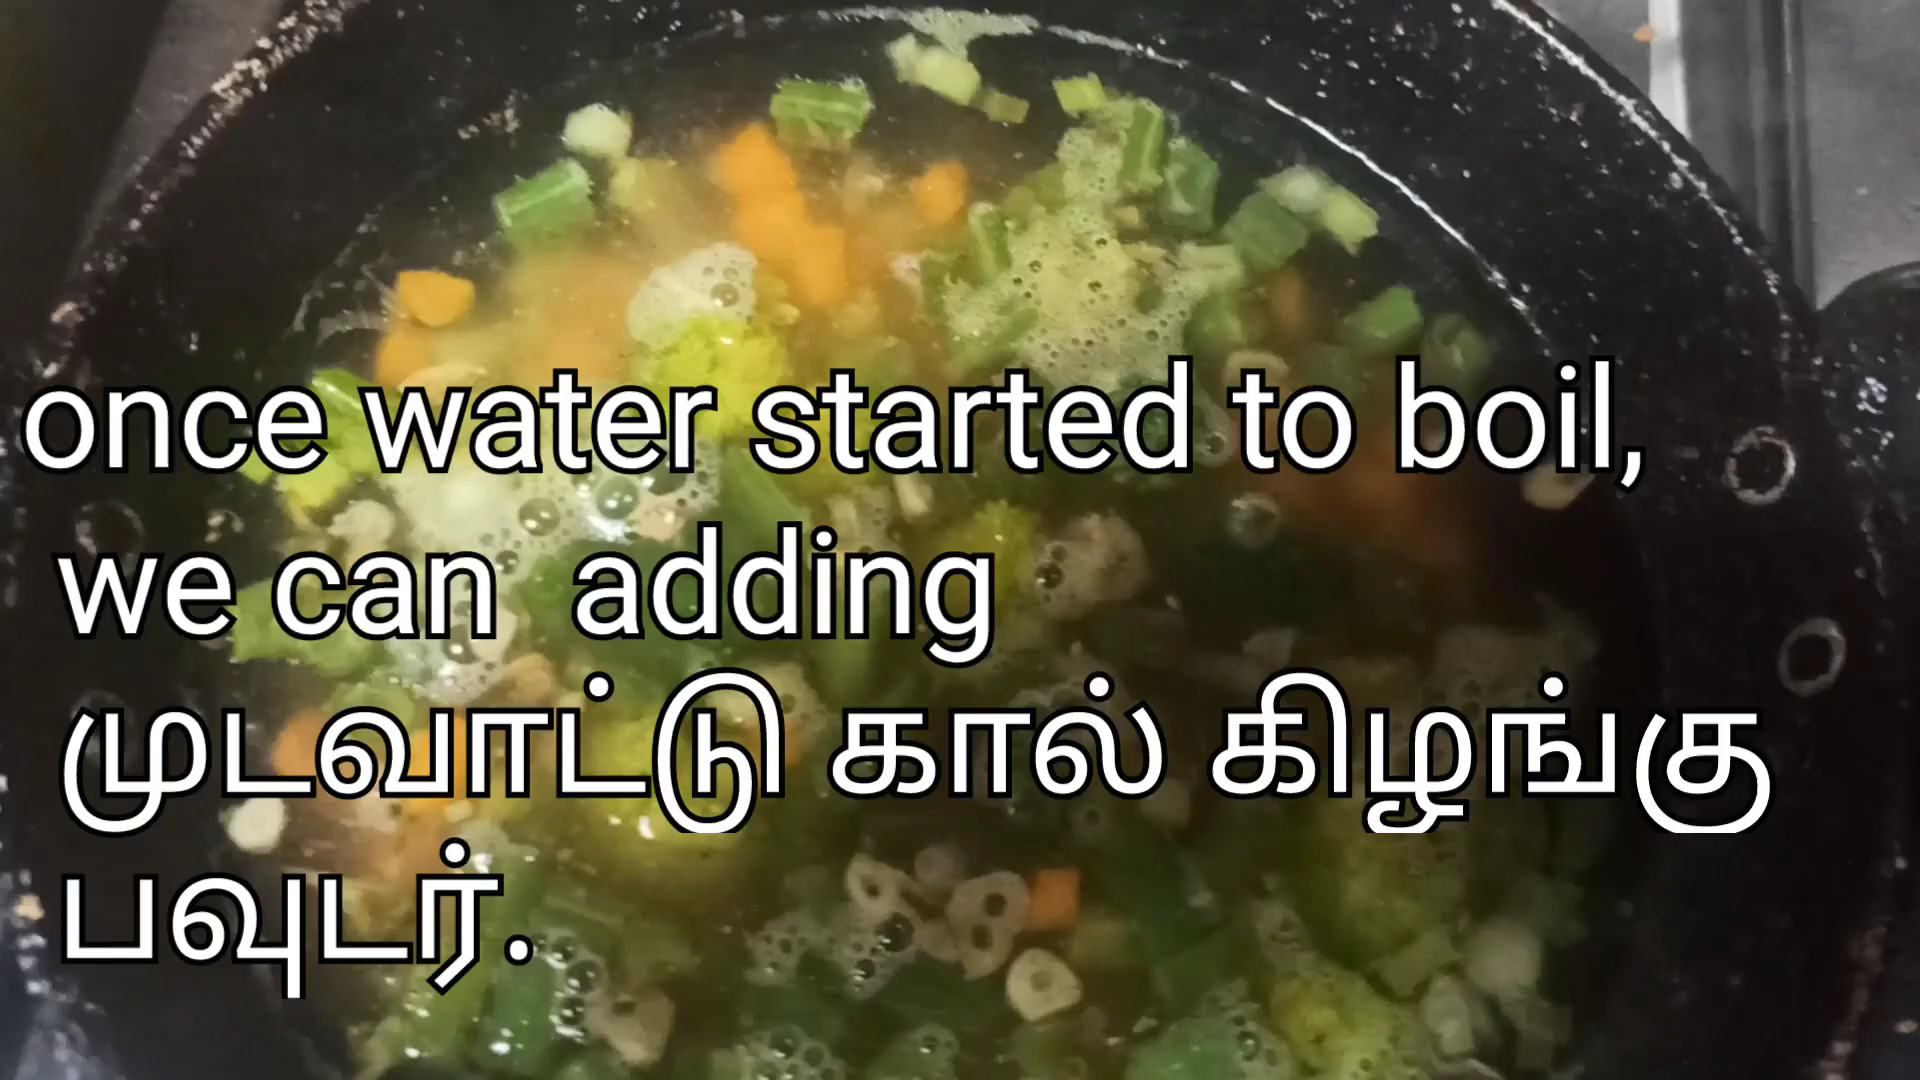 once water started to boil,
we can  adding
முடவாட்டு கால் கிழங்கு
பவுடர்.